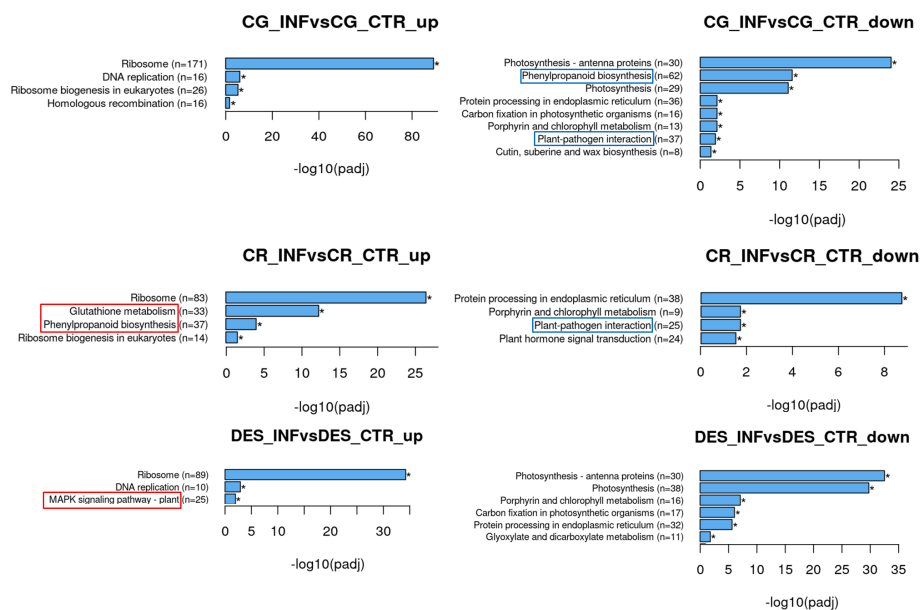 CG_INFvsCG_CTR_up
Ribosome (n=171)
DNA replication (n=16)
Ribosome biogenesis in eukaryotes (n=26)
Homologous recombination (n=16)
* * * *
0 20 40 60 80
-log10(padj)
CG_INFvsCG_CTR_down
Photosynthesis - antenna proteins (n=30)
Phenylpropanoid biosynthesis (n=62)
Photosynthesis (n=29)
Protein processing in endoplasmic reticulum (n=36)
Carbon fixation in photosynthetic organisms (n=16)
Porphyrin and chlorophyll metabolism (n=13)
Plant-pathogen interaction (n=37)
Cutin, suberine and wax biosynthesis (n=8)
* * * * * * * *
0 5 10 15 20 25
-log10(padj)
CR_INFvsCR_CTR_up
Ribosome (n=83)
Glutathione metabolism (n=33)
Phenylpropanoid biosynthesis (n=37)
Ribosome biogenesis in eukaryotes (n=14)
* * * *
0 5 10 15 20 25
-log10(padj)
CR_INFvsCR_CTR_down
Protein processing in endoplasmic reticulum (n=38)
Porphyrin and chlorophyll metabolism (n=9)
Plant-pathogen interaction (n=25)
Plant hormone signal transduction (n=24)
* * * *
0 2 4 6 8
-log10(padj)
DES_INFvsDES_CTR_up
Ribosome (n=89)
DNA replication (n=10)
MAPK signaling pathway - plant (n=25)
* * *
0 5 10 20 30
-log10(padj)
DES_INFvsDES_CTR_down
Photosynthesis - antenna proteins (n=30)
Photosynthesis (n=38)
Porphyrin and chlorophyll metabolism (n=16)
Carbon fixation in photosynthetic organisms (n=17)
Protein processing in endoplasmic reticulum (n=32)
Glyoxylate and dicarboxylate metabolism (n=11)
* * * * * *
0 5 10 15 20 25 30 35
-log10(padj)